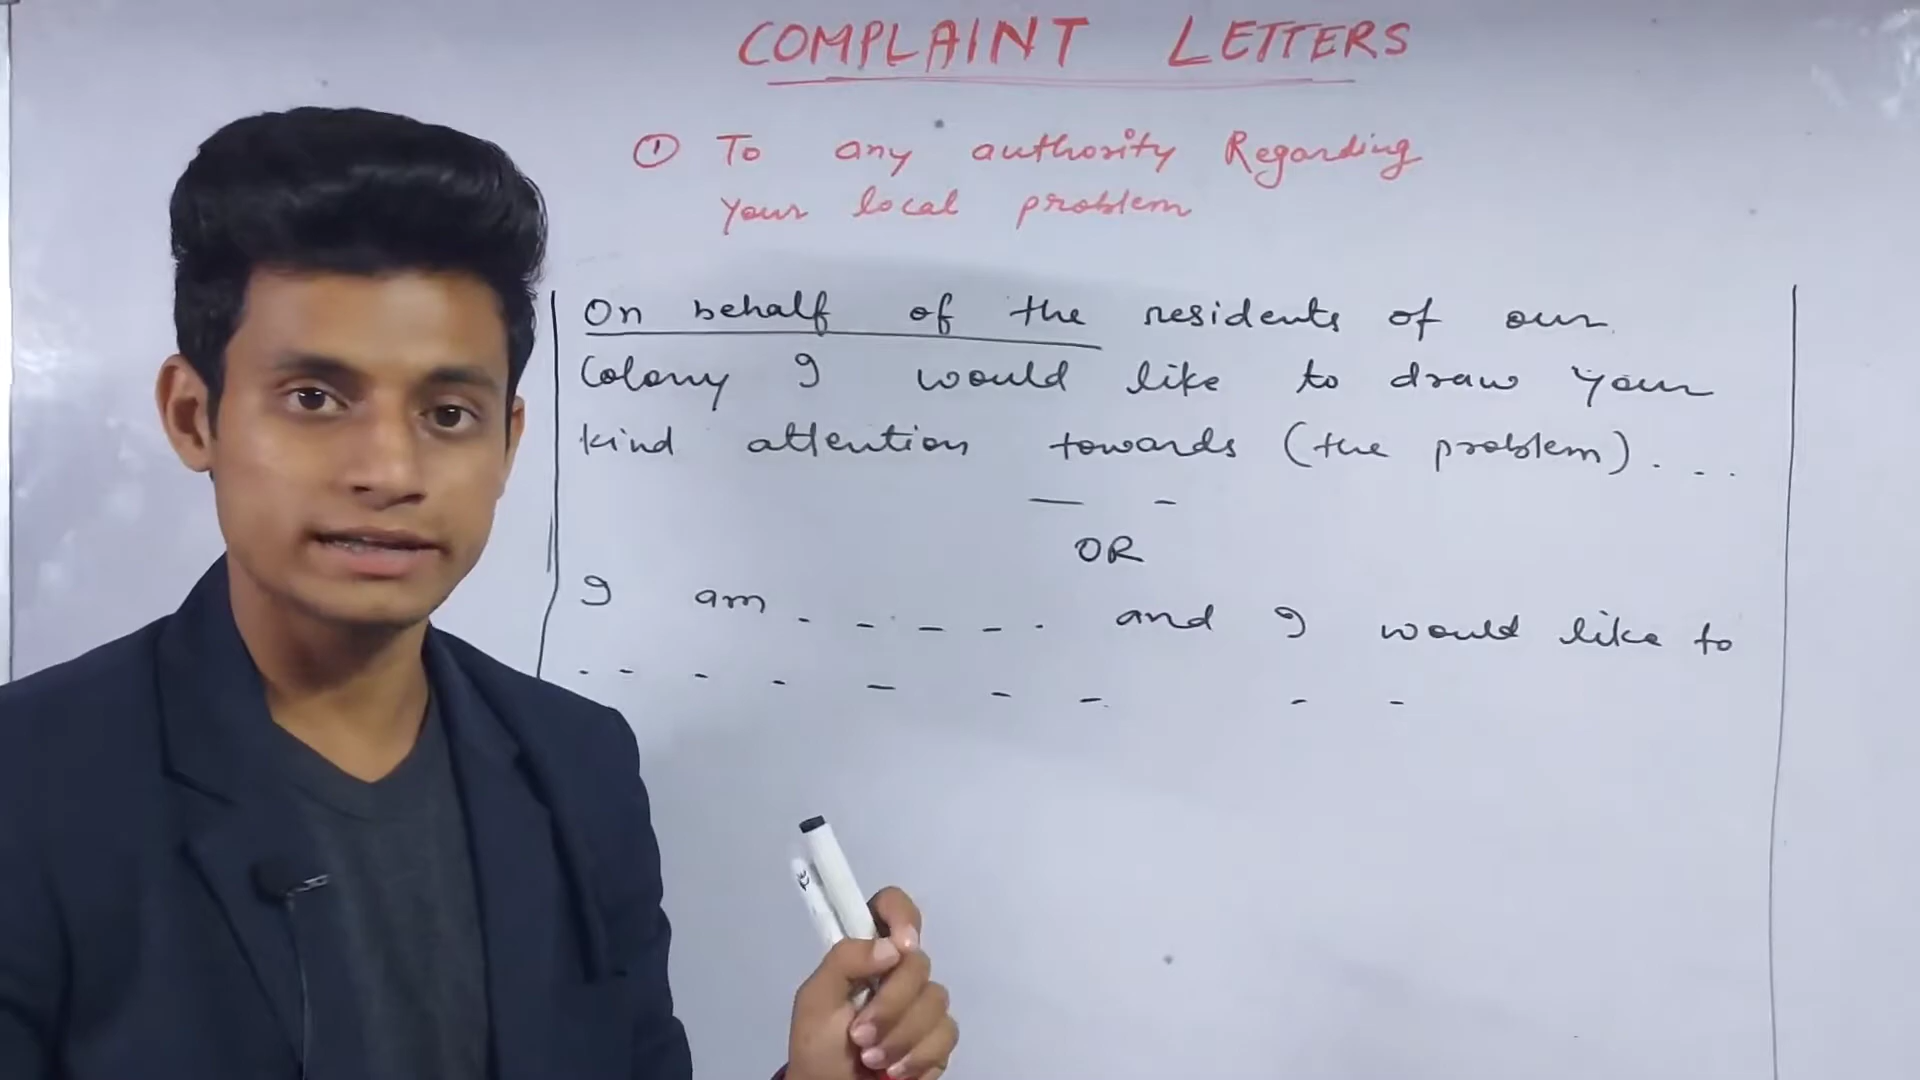 COMPLAINT LETTERS
① To any authority Regarding
your local problem
On behalf of the residents of our
Colony I would like to draw your
kind attention towards (the problem). . .
— -
OR
I am . - - - . and I would like to
. - - - - - - - -